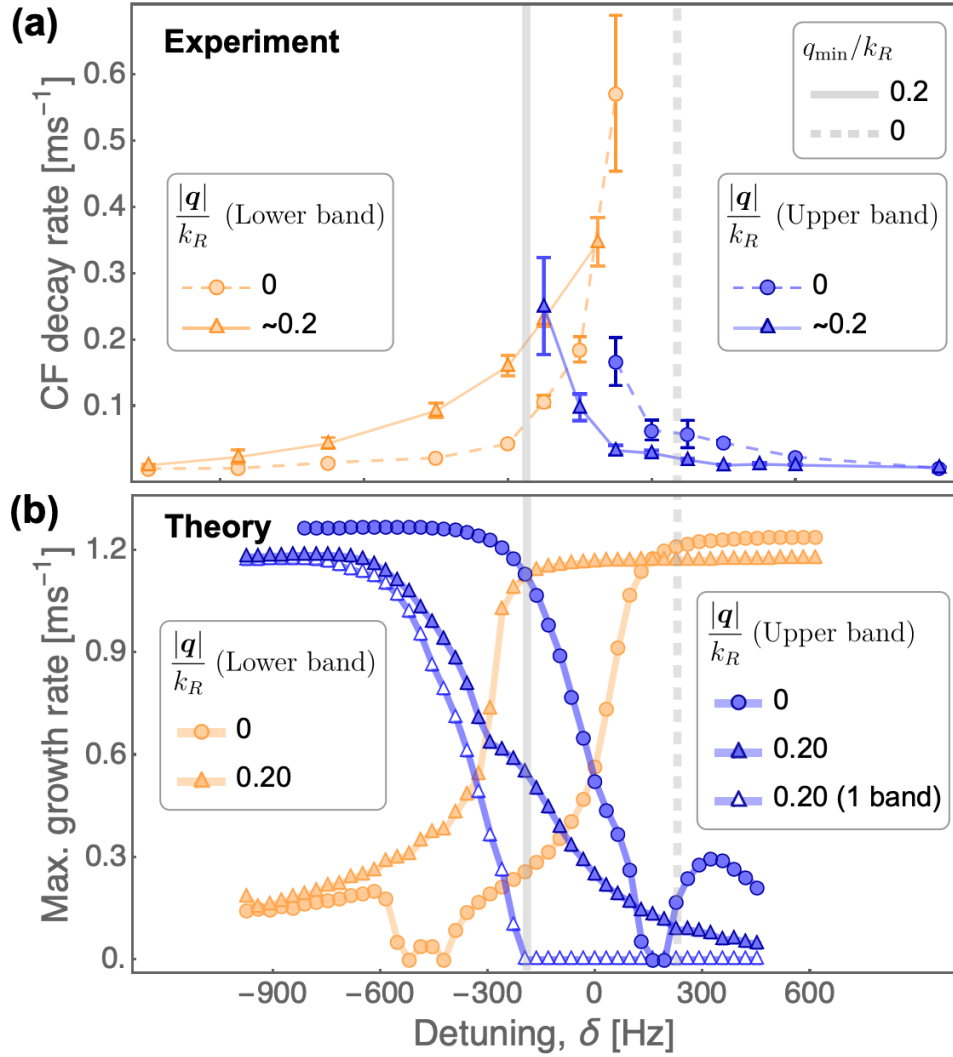 (a)
Experiment
q_min/k_R
0.2
0
|q|/k_R (Lower band)
0
~0.2
|q|/k_R (Upper band)
0
~0.2
CF decay rate [ms⁻¹]
0.6
0.5
0.4
0.3
0.2
0.1
(b)
Theory
|q|/k_R (Lower band)
0
0.20
|q|/k_R (Upper band)
0
0.20
0.20 (1 band)
Max. growth rate [ms⁻¹]
1.2
0.9
0.6
0.3
0.
−900
−600
−300
0
300
600
Detuning, δ [Hz]